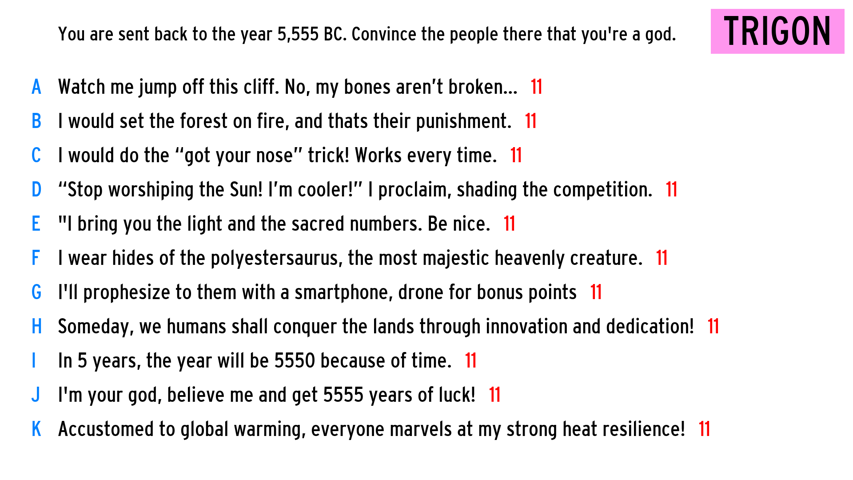 You are sent back to the year 5,555 BC. Convince the people there that you're a god.
TRIGON
A Watch me jump off this cliff. No, my bones aren’t broken... 11
B I would set the forest on fire, and thats their punishment. 11
C I would do the “got your nose” trick! Works every time. 11
D “Stop worshiping the Sun! I’m cooler!” I proclaim, shading the competition. 11
E "I bring you the light and the sacred numbers. Be nice. 11
F I wear hides of the polyestersaurus, the most majestic heavenly creature. 11
G I'll prophesize to them with a smartphone, drone for bonus points 11
H Someday, we humans shall conquer the lands through innovation and dedication! 11
I In 5 years, the year will be 5550 because of time. 11
J I'm your god, believe me and get 5555 years of luck! 11
K Accustomed to global warming, everyone marvels at my strong heat resilience! 11